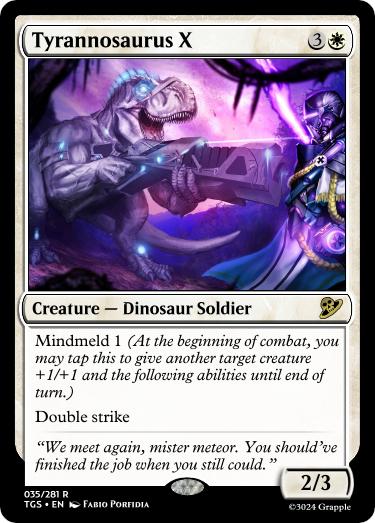 Tyrannosaurus X 3
Creature — Dinosaur Soldier
Mindmeld 1 (At the beginning of combat, you
may tap this to give another target creature
+1/+1 and the following abilities until end of
turn.)
Double strike
“We meet again, mister meteor. You should’ve
finished the job when you still could.”
2/3
035/281 R
TGS • EN Fabio Porfidia
©3024 Grapple